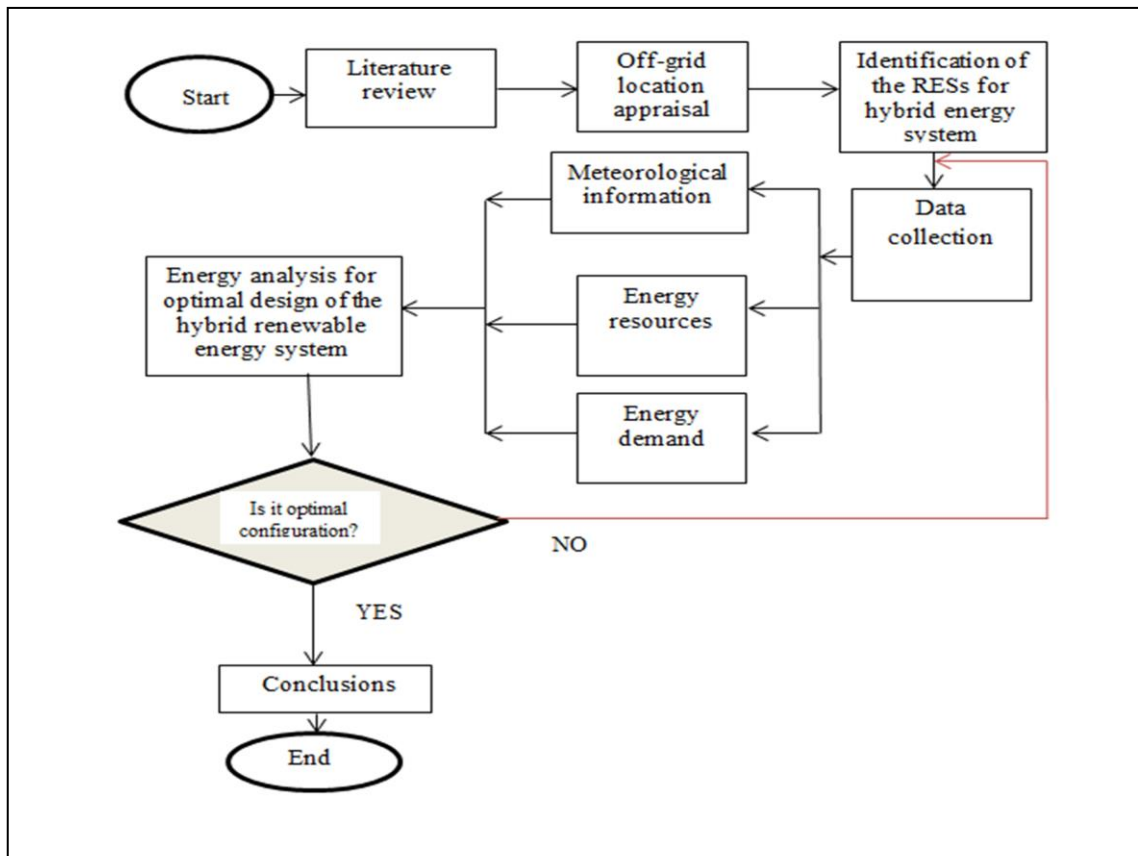 Start
Literature
review
Off-grid
location
appraisal
Identification of
the RESs for
hybrid energy
system
Data
collection
Meteorological
information
Energy
resources
Energy
demand
Energy analysis for
optimal design of the
hybrid renewable
energy system
Is it optimal
configuration?
NO
YES
Conclusions
End